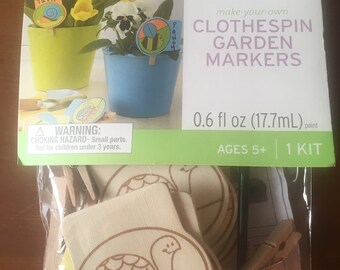 make-your-own
CLOTHESPIN
GARDEN
MARKERS
0.6 fl oz (17.7mL) paint
WARNING:
CHOKING HAZARD—Small parts.
Not for children under 3 years.
AGES 5+ | 1 KIT